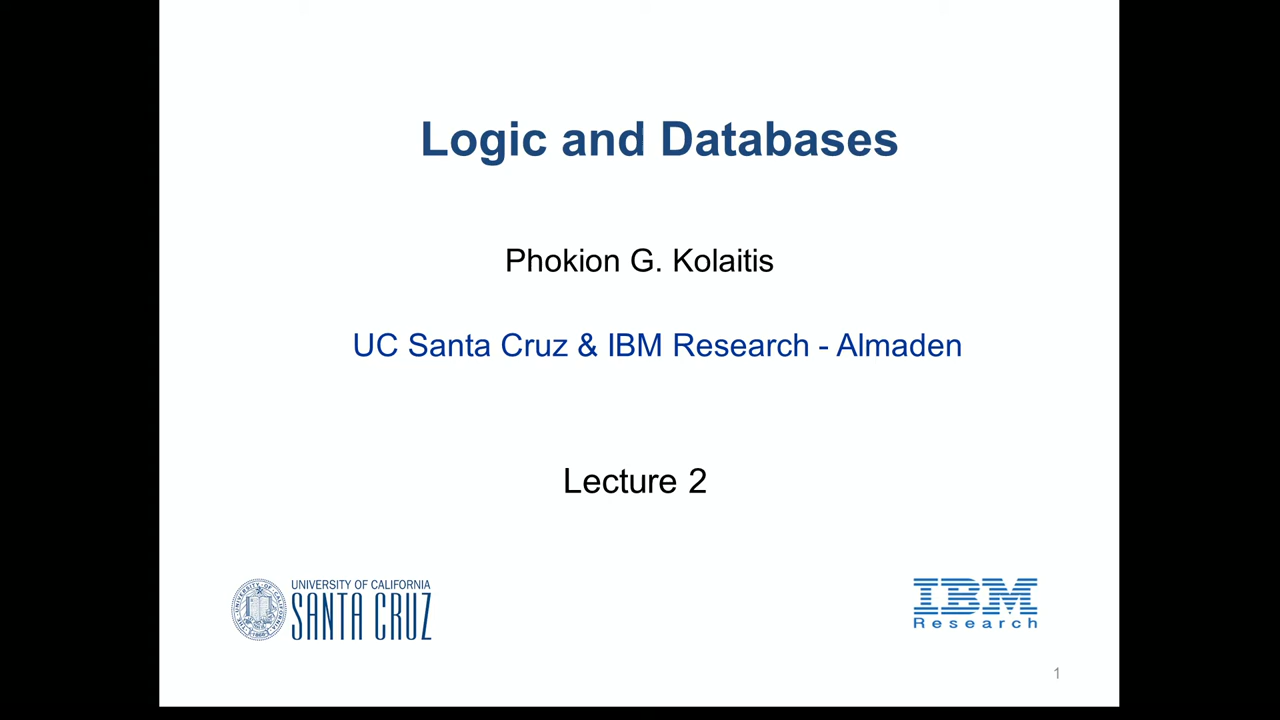 Logic and Databases
Phokion G. Kolaitis
UC Santa Cruz & IBM Research - Almaden
Lecture 2
UNIVERSITY OF CALIFORNIA
SANTA CRUZ
IBM
Research
1